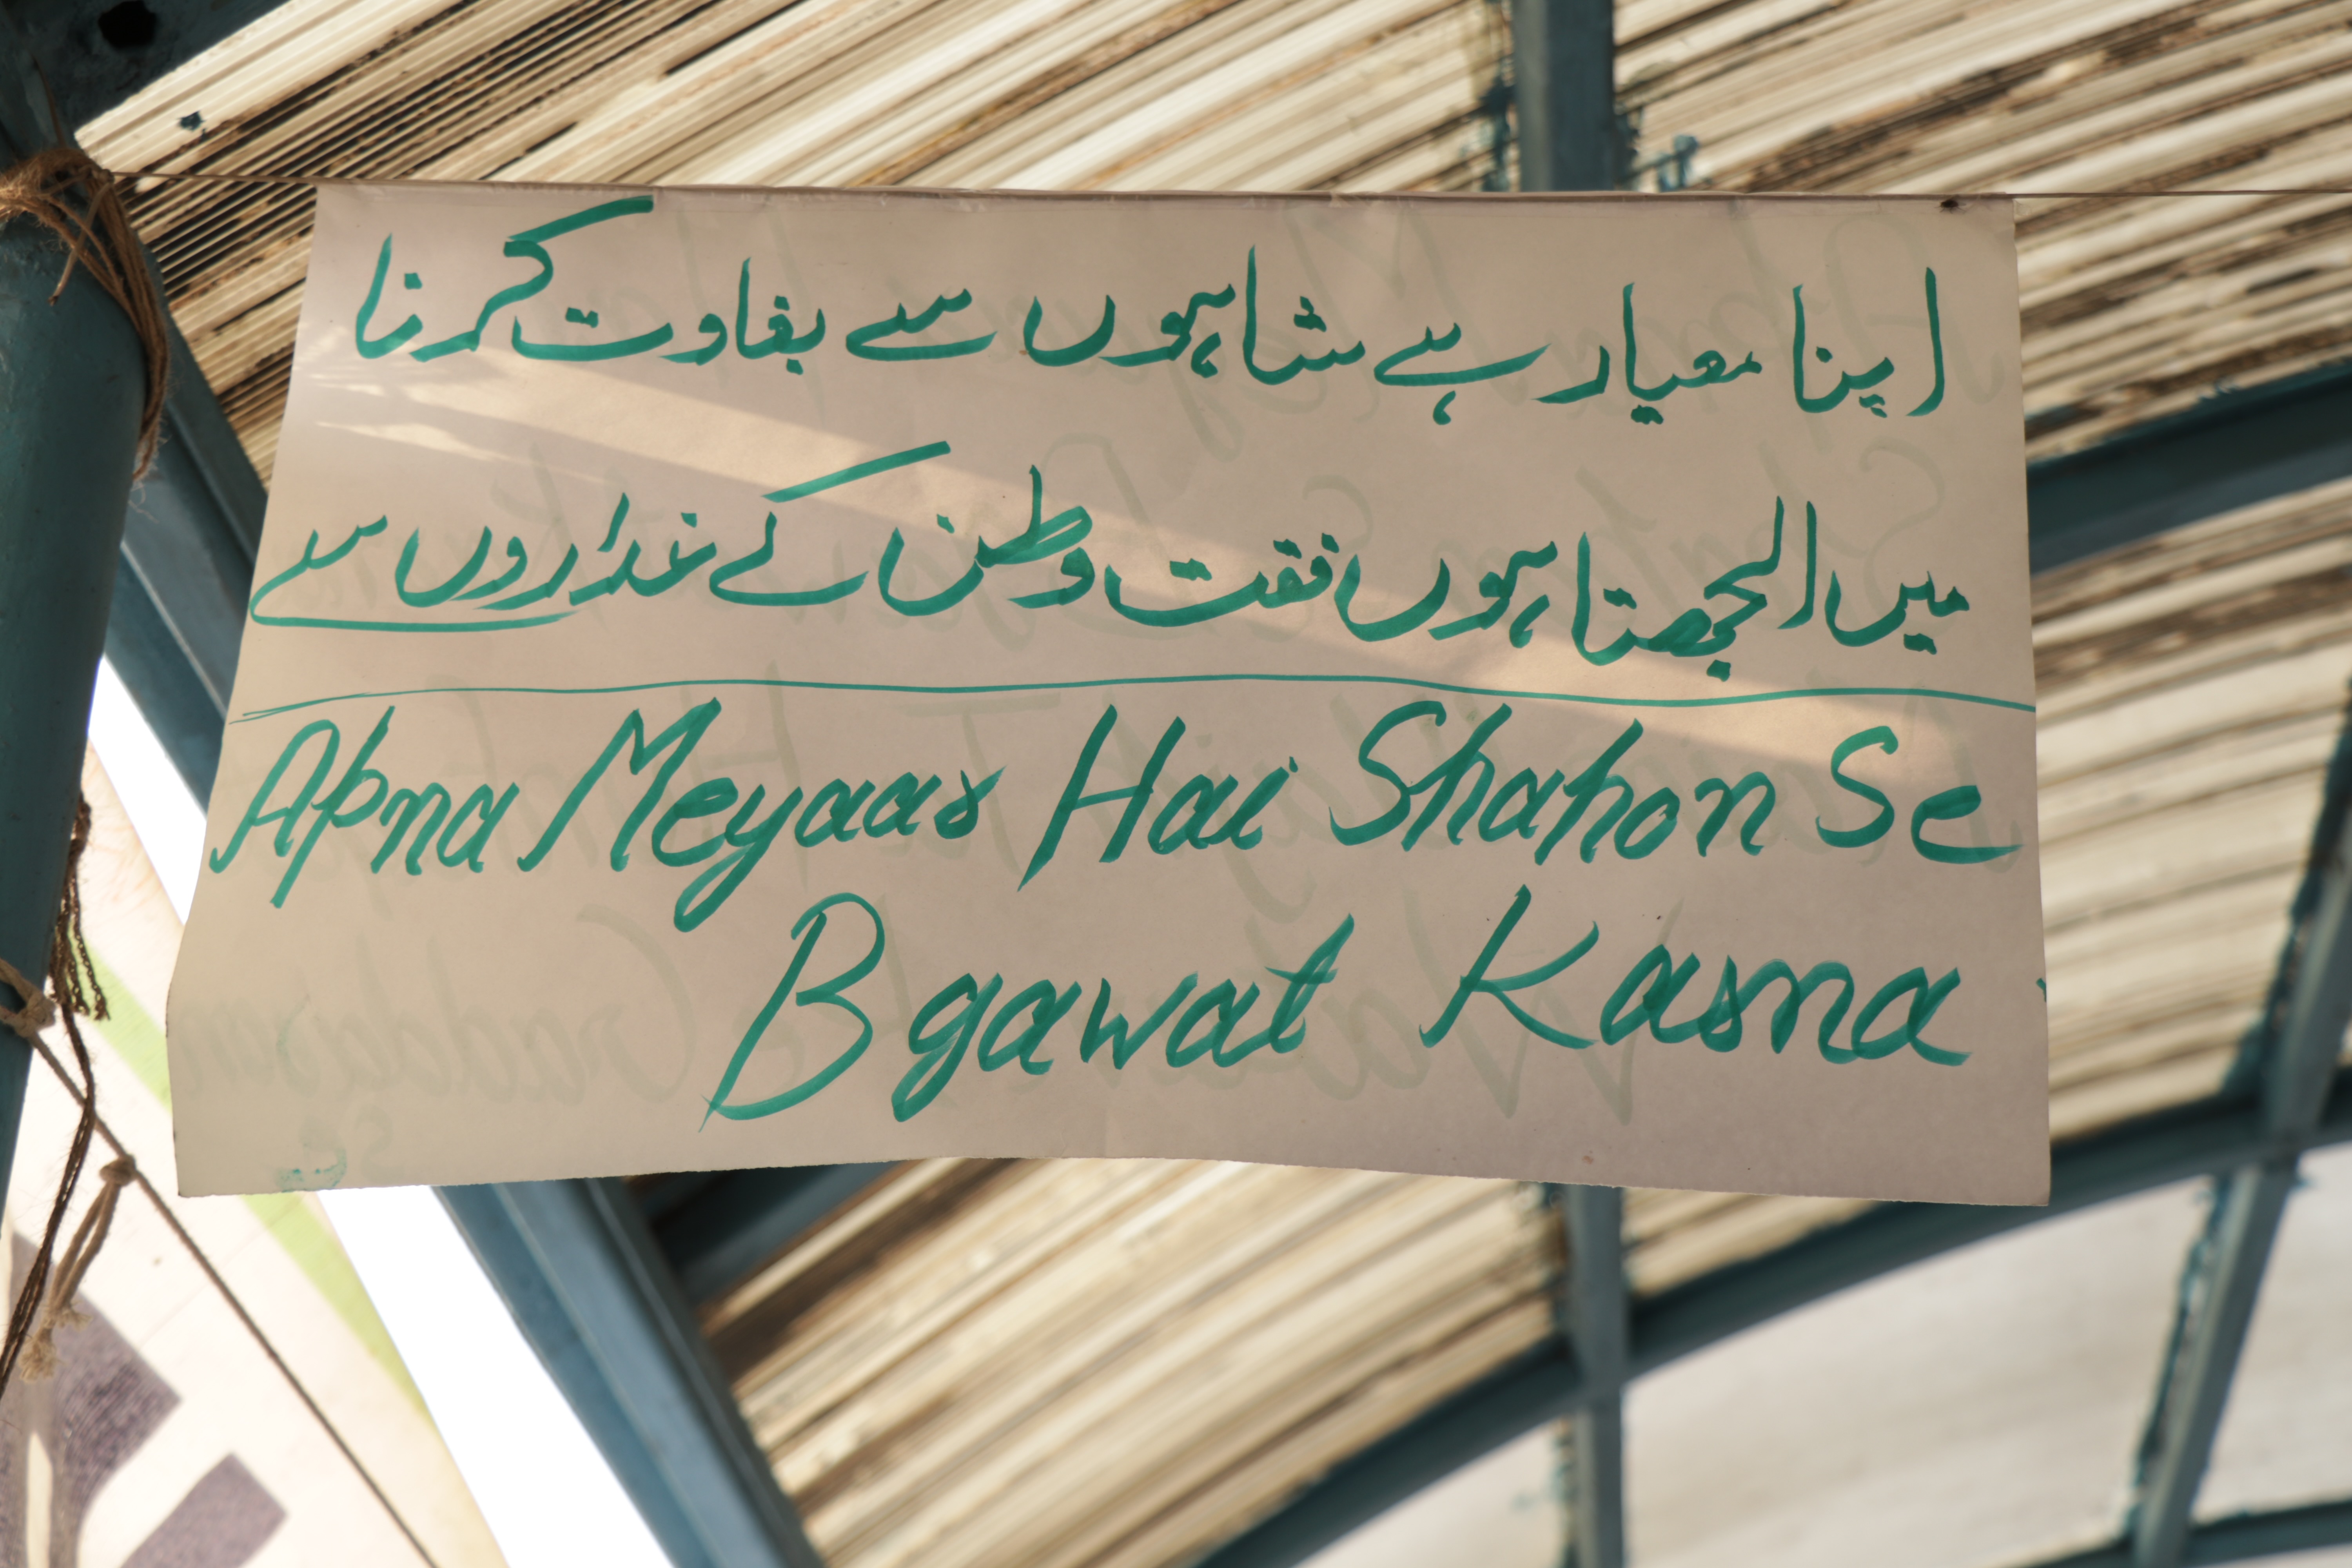 اپنا معیار ہے شاہوں سے بغاوت کرنا
میں الجھتا ہوں فقت وطن کے غداروں سے
Apna Meyaar Hai Shahon Se
Bgawat Karna